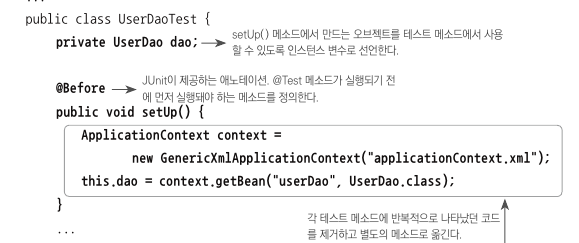 ...
public class UserDaoTest {
private UserDao dao; setUp() 메소드에서 만드는 오브젝트를 테스트 메소드에서 사용
할 수 있도록 인스턴스 변수로 선언한다.
@Before JUnit이 제공하는 애노테이션. @Test 메소드가 실행되기 전
에 먼저 실행돼야 하는 메소드를 정의한다.
public void setUp() {
ApplicationContext context =
new GenericXmlApplicationContext("applicationContext.xml");
this.dao = context.getBean("userDao", UserDao.class);
}
각 테스트 메소드에 반복적으로 나타났던 코드
를 제거하고 별도의 메소드로 옮긴다.
...